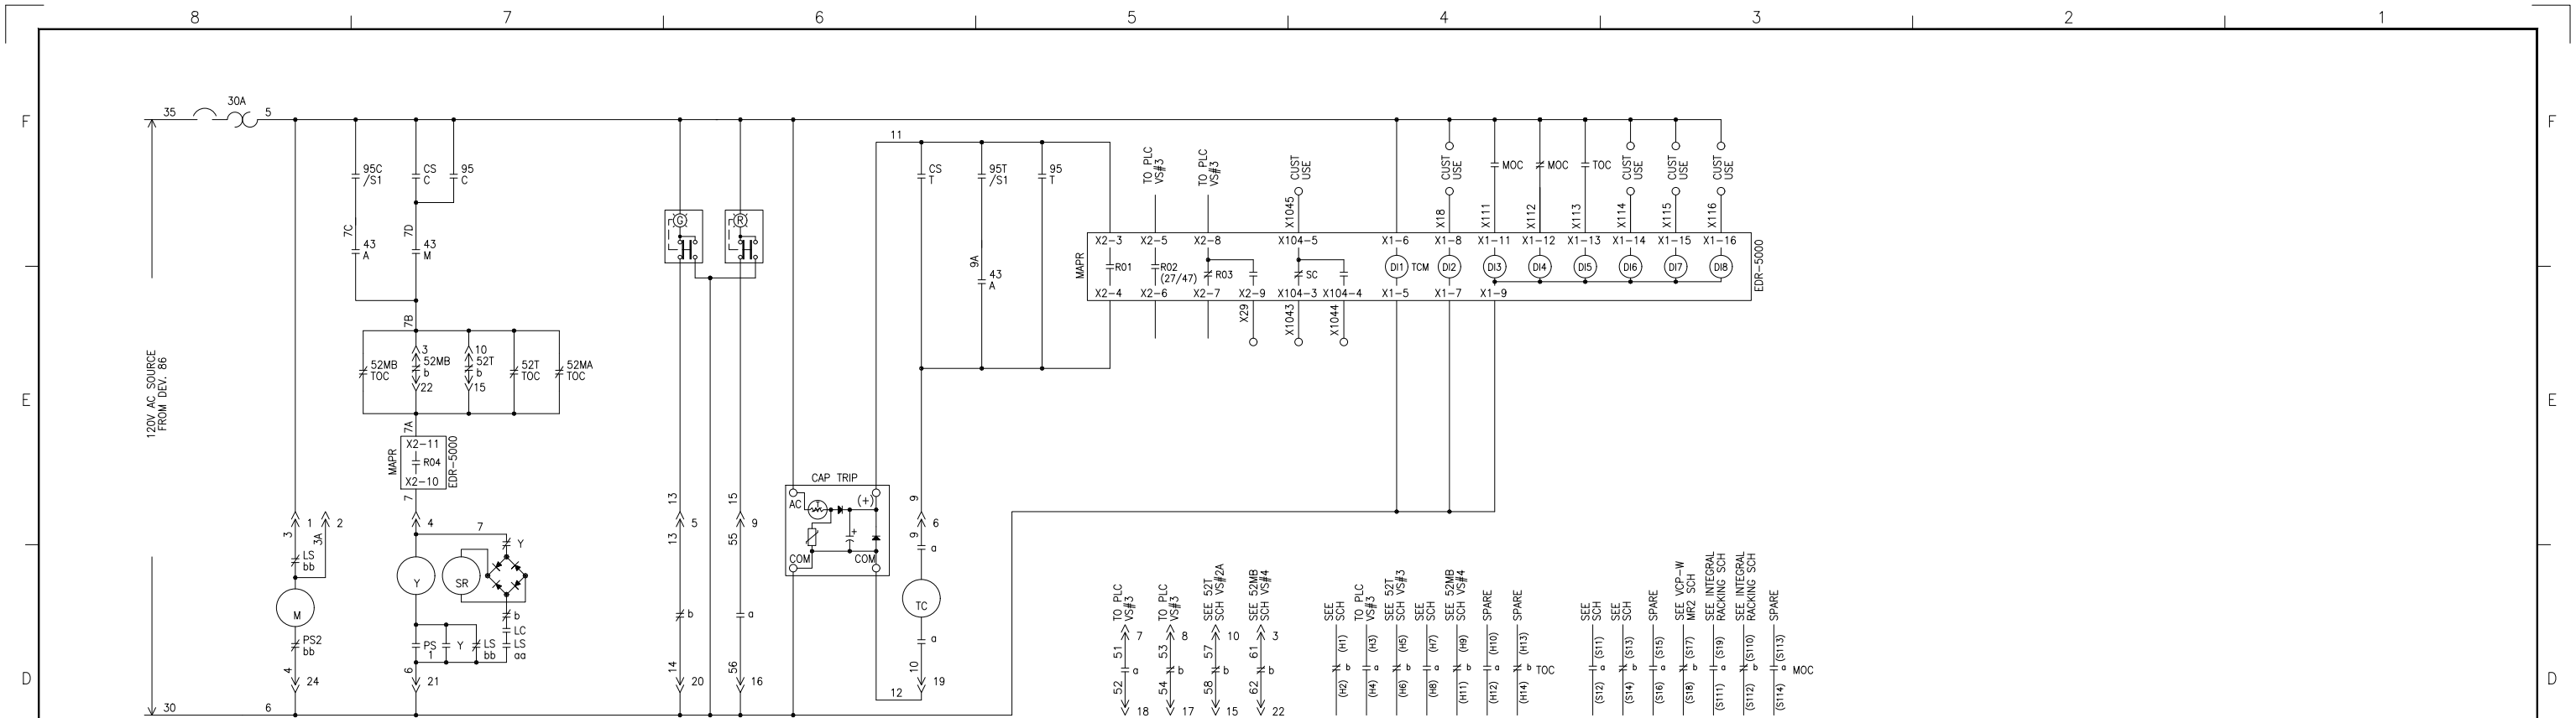 8 7 6 5 4 3 2 1
F
F
E
E
D
D
35
30A
5
120V AC SOURCE
FROM DEV. 86
30
6
95C
/S1
CS
C
95
C
7C
43
A
7D
43
M
7B
52MB
TOC
3
52MB
b
22
10
52T
b
15
52T
TOC
52MA
TOC
7A
X2-11
R04
X2-10
MAPR
EDR-5000
7
1
2
3
3A
LS
bb
M
PS2
bb
4
24
4
7
Y
Y
SR
b
LC
LS
aa
PS
1
Y
LS
bb
6
21
G
R
13
5
13
b
14
20
15
9
55
a
56
16
CAP TRIP
AC
(+)
COM
COM
11
CS
T
95T
/S1
95
T
9A
43
A
9
6
9
a
TC
a
10
19
12
TO PLC
VS#3
TO PLC
VS#3
CUST
USE
X1045
CUST
USE
X18
MOC
X111
MOC
X112
TOC
X113
CUST
USE
X114
CUST
USE
X115
CUST
USE
X116
MAPR
X2-3 X2-5 X2-8 X104-5 X1-6 X1-8 X1-11 X1-12 X1-13 X1-14 X1-15 X1-16
R01
R02
(27/47)
R03
SC
DI1 TCM
DI2
DI3
DI4
DI5
DI6
DI7
DI8
X2-4 X2-6 X2-7 X2-9 X104-3 X104-4 X1-5 X1-7 X1-9
EDR-5000
X29
X1043
X1044
TO PLC
VS#3
7
51
a
52
18
TO PLC
VS#3
8
53
b
54
17
SEE 52T
SCH VS#2A
10
57
b
58
15
SEE 52MB
SCH VS#4
3
61
b
62
22
SEE
SCH
(H1)
b
(H2)
TO PLC
VS#3
(H3)
a
(H4)
SEE 52T
SCH VS#3
(H5)
b
(H6)
SEE
SCH
(H7)
a
(H8)
SEE 52MB
SCH VS#4
(H9)
b
(H11)
SPARE
(H10)
a
(H12)
SPARE
(H13)
b TOC
(H14)
SEE
SCH
(S11)
a
(S12)
SEE
SCH
(S13)
b
(S14)
SPARE
(S15)
a
(S16)
SEE VCP-W
MR2 SCH
(S17)
b
(S18)
SEE INTEGRAL
RACKING SCH
(S19)
a
(S111)
SEE INTEGRAL
RACKING SCH
(S110)
b
(S112)
SPARE
(S113)
a MOC
(S114)